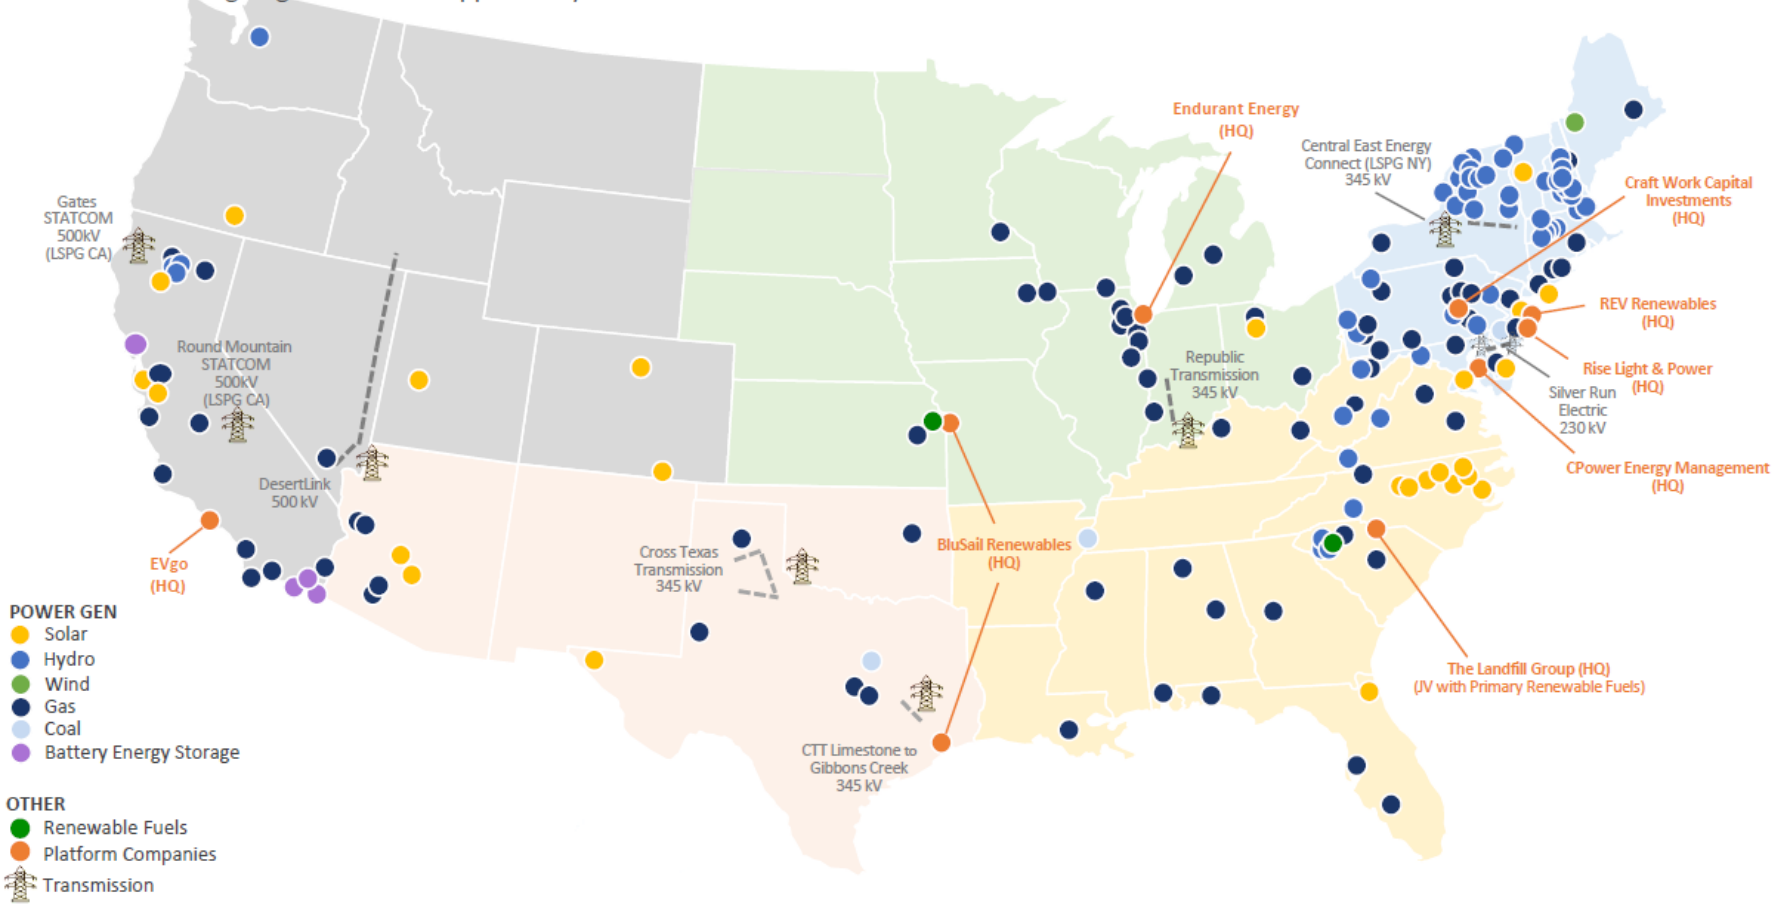 Endurant Energy
(HQ)
Central East Energy
Connect (LSPG NY)
345 kV
Craft Work Capital
Investments
(HQ)
Gates
STATCOM
500kV
(LSPG CA)
REV Renewables
(HQ)
Round Mountain
STATCOM
500kV
(LSPG CA)
Republic
Transmission
345 kV
Rise Light & Power
(HQ)
Silver Run
Electric
230 kV
CPower Energy Management
(HQ)
DesertLink
500 kV
EVgo
(HQ)
Cross Texas
Transmission
345 kV
BluSail Renewables
(HQ)
The Landfill Group (HQ)
(JV with Primary Renewable Fuels)
CTT Limestone to
Gibbons Creek
345 kV
POWER GEN
Solar
Hydro
Wind
Gas
Coal
Battery Energy Storage
OTHER
Renewable Fuels
Platform Companies
Transmission